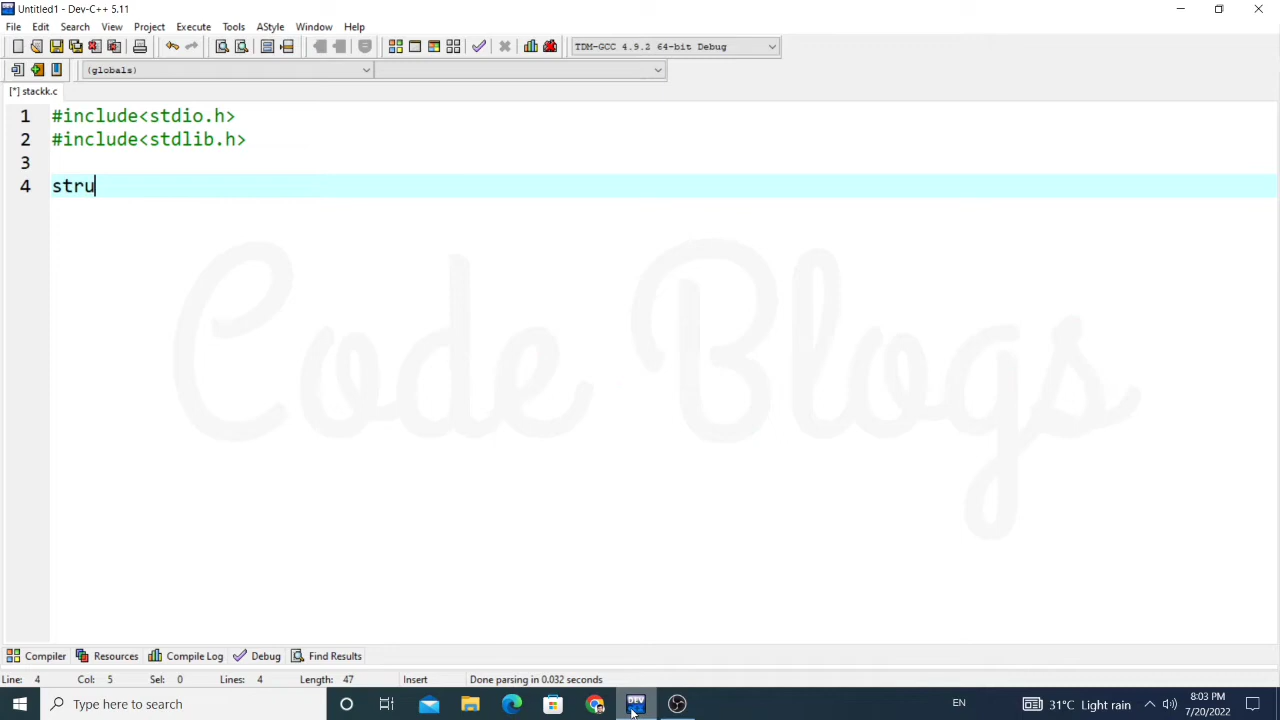 Untitled1 - Dev-C++ 5.11
File Edit Search View Project Execute Tools AStyle Window Help
TDM-GCC 4.9.2 64-bit Debug
(globals)
[*] stackk.c
1 #include<stdio.h>
2 #include<stdlib.h>
3
4 stru
Code Blogs
Compiler Resources Compile Log Debug Find Results
Line: 4 Col: 5 Sel: 0 Lines: 4 Length: 47 Insert Done parsing in 0.032 seconds
Type here to search DEV EN 31°C Light rain 8:03 PM
7/20/2022